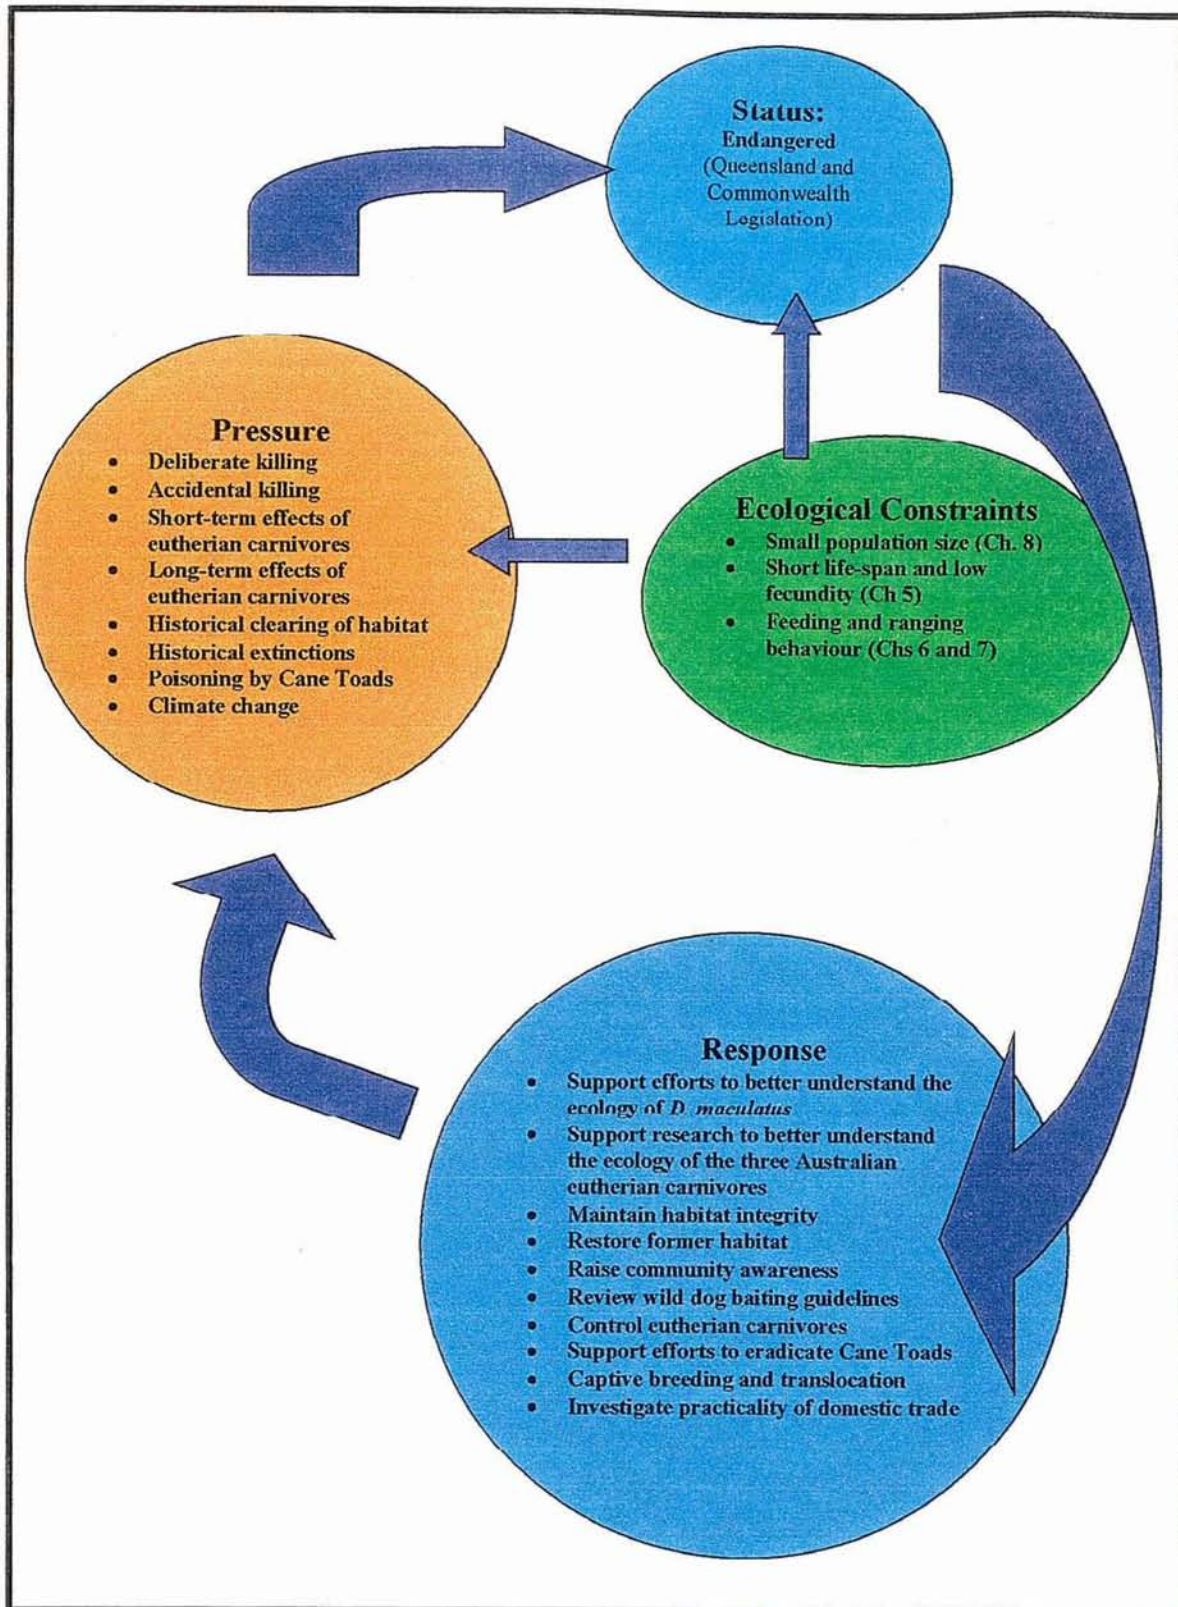 Status:
Endangered
(Queensland and
Commonwealth
Legislation)
Pressure
• Deliberate killing
• Accidental killing
• Short-term effects of
eutherian carnivores
• Long-term effects of
eutherian carnivores
• Historical clearing of habitat
• Historical extinctions
• Poisoning by Cane Toads
• Climate change
Ecological Constraints
• Small population size (Ch. 8)
• Short life-span and low
fecundity (Ch 5)
• Feeding and ranging
behaviour (Chs 6 and 7)
Response
• Support efforts to better understand the
ecology of D. maculatus
• Support research to better understand
the ecology of the three Australian
eutherian carnivores
• Maintain habitat integrity
• Restore former habitat
• Raise community awareness
• Review wild dog baiting guidelines
• Control eutherian carnivores
• Support efforts to eradicate Cane Toads
• Captive breeding and translocation
• Investigate practicality of domestic trade